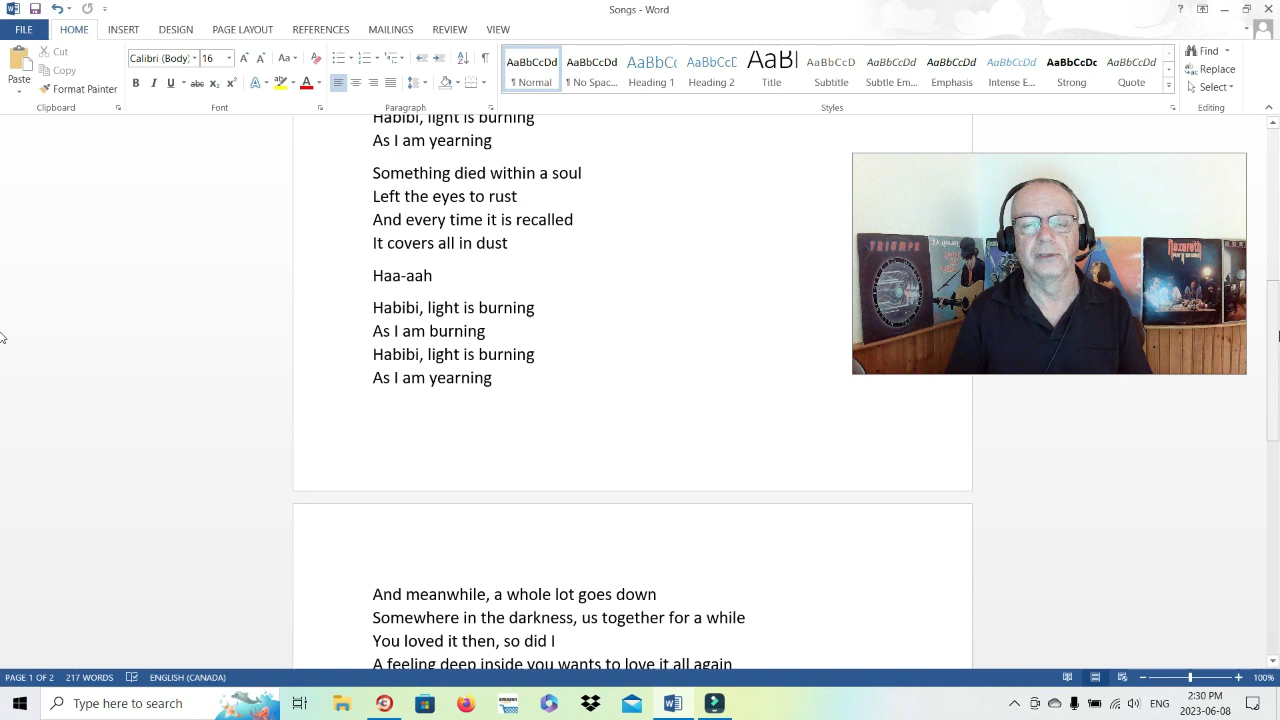 Songs - Word
FILE HOME INSERT DESIGN PAGE LAYOUT REFERENCES MAILINGS REVIEW VIEW
Paste
Cut
Copy
Format Painter
Clipboard
Calibri (Body) 16
Font
Paragraph
AaBbCcDd AaBbCcDd AaBbCc AaBbCcC AaBl AaBbCcD AaBbCcDd AaBbCcDd AaBbCcDd AaBbCcDc AaBbCcDd
¶ Normal ¶ No Spac... Heading 1 Heading 2 Title Subtitle Subtle Em... Emphasis Intense E... Strong Quote
Styles
Find
Replace
Select
Editing
Habibi, light is burning
As I am yearning
Something died within a soul
Left the eyes to rust
And every time it is recalled
It covers all in dust
Haa-aah
Habibi, light is burning
As I am burning
Habibi, light is burning
As I am yearning
TRIUMPH
Nazareth
And meanwhile, a whole lot goes down
Somewhere in the darkness, us together for a while
You loved it then, so did I
A feeling deep inside you wants to love it all again
PAGE 1 OF 2 217 WORDS ENGLISH (CANADA) 100%
Type here to search
amazon
ENG
2:30 PM
2023-06-08